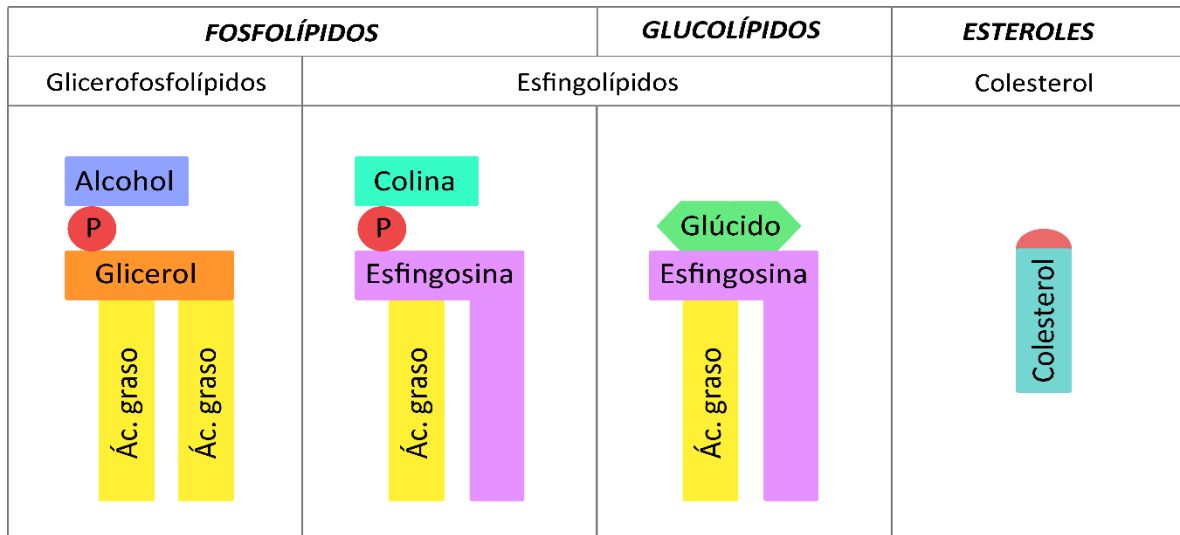 FOSFOLÍPIDOS GLUCOLÍPIDOS ESTEROLES
Glicerofosfolípidos Esfingolípidos Colesterol
Alcohol
P
Glicerol
Ác. graso
Ác. graso
Colina
P
Esfingosina
Ác. graso
Glúcido
Esfingosina
Ác. graso
Colesterol